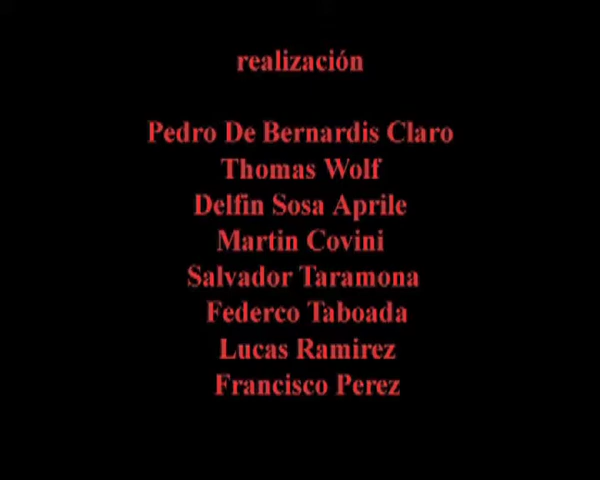 realización
Pedro De Bernardis Claro
Thomas Wolf
Delfin Sosa Aprile
Martin Covini
Salvador Taramona
Federco Taboada
Lucas Ramirez
Francisco Perez